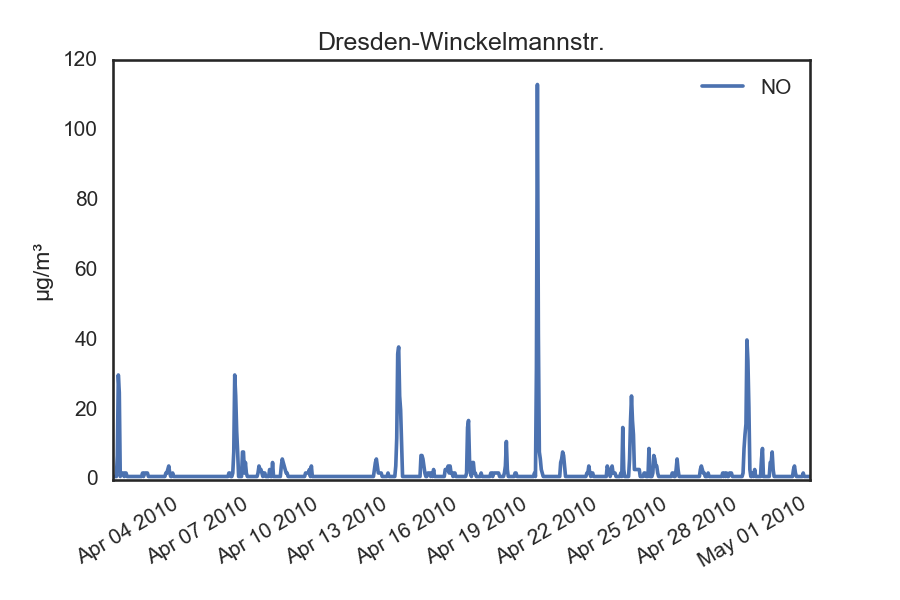 Dresden-Winckelmannstr.
120
100
80
60
40
20
0
µg/m³
NO
Apr 04 2010
Apr 07 2010
Apr 10 2010
Apr 13 2010
Apr 16 2010
Apr 19 2010
Apr 22 2010
Apr 25 2010
Apr 28 2010
May 01 2010